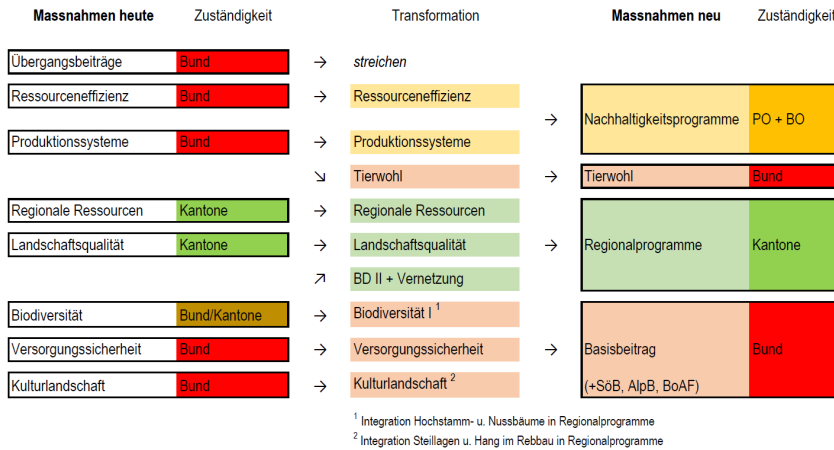 Massnahmen heute Zuständigkeit Transformation Massnahmen neu Zuständigkeit
Übergangsbeiträge Bund → streichen
Ressourceneffizienz Bund → Ressourceneffizienz
→ Nachhaltigkeitsprogramme PO + BO
Produktionssysteme Bund → Produktionssysteme
↘ Tierwohl → Tierwohl Bund
Regionale Ressourcen Kantone → Regionale Ressourcen
Landschaftsqualität Kantone → Landschaftsqualität → Regionalprogramme Kantone
↗ BD II + Vernetzung
Biodiversität Bund/Kantone → Biodiversität I 1
Versorgungssicherheit Bund → Versorgungssicherheit → Basisbeitrag Bund
Kulturlandschaft Bund → Kulturlandschaft 2 (+SöB, AlpB, BoAF)
1 Integration Hochstamm- u. Nussbäume in Regionalprogramme
2 Integration Steillagen u. Hang im Rebbau in Regionalprogramme